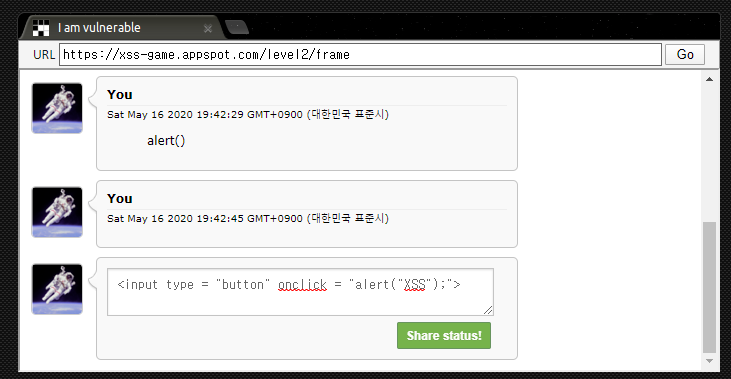 I am vulnerable
URL https://xss-game.appspot.com/level2/frame Go
You
Sat May 16 2020 19:42:29 GMT+0900 (대한민국 표준시)
alert()
You
Sat May 16 2020 19:42:45 GMT+0900 (대한민국 표준시)
<input type = "button" onclick = "alert("XSS");">
Share status!